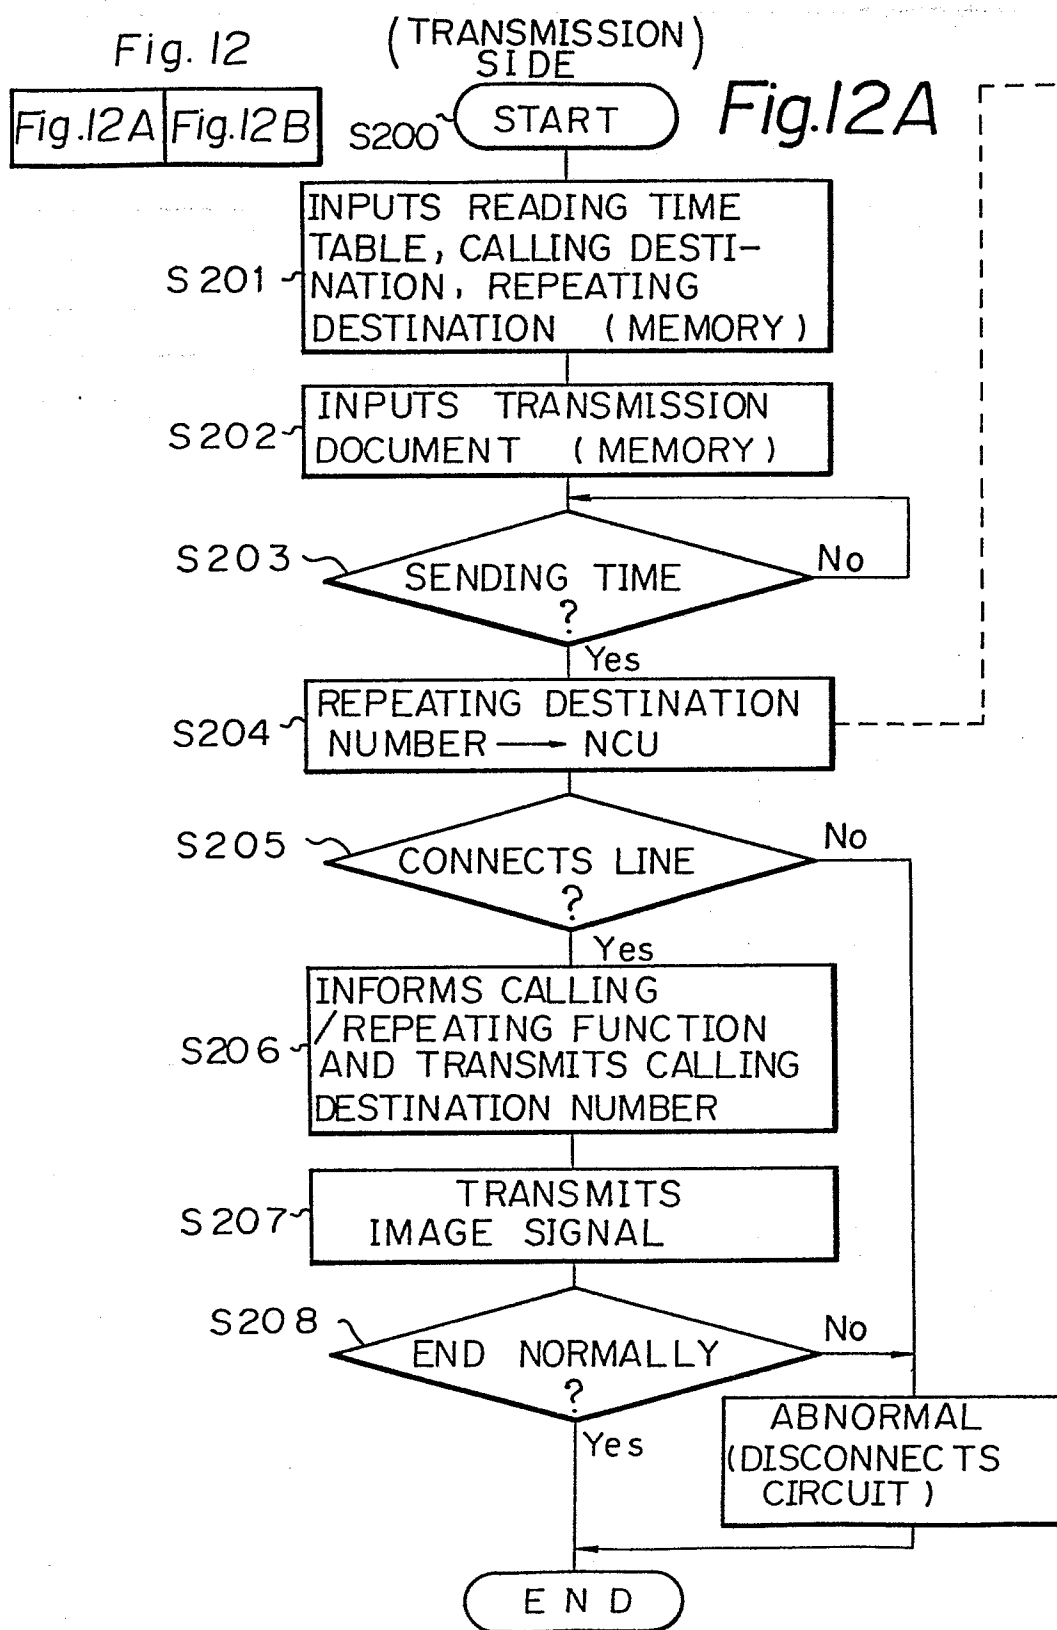 Fig. 12
Fig.12A Fig.12B
(TRANSMISSION)
SIDE
Fig.12A
S200
START
S201
INPUTS READING TIME
TABLE, CALLING DESTI-
NATION, REPEATING
DESTINATION (MEMORY)
S202
INPUTS TRANSMISSION
DOCUMENT (MEMORY)
S203
SENDING TIME
?
No
Yes
S204
REPEATING DESTINATION
NUMBER → NCU
S205
CONNECTS LINE
?
No
Yes
S206
INFORMS CALLING
/REPEATING FUNCTION
AND TRANSMITS CALLING
DESTINATION NUMBER
S207
TRANSMITS
IMAGE SIGNAL
S208
END NORMALLY
?
No
Yes
ABNORMAL
(DISCONNECTS
CIRCUIT)
END